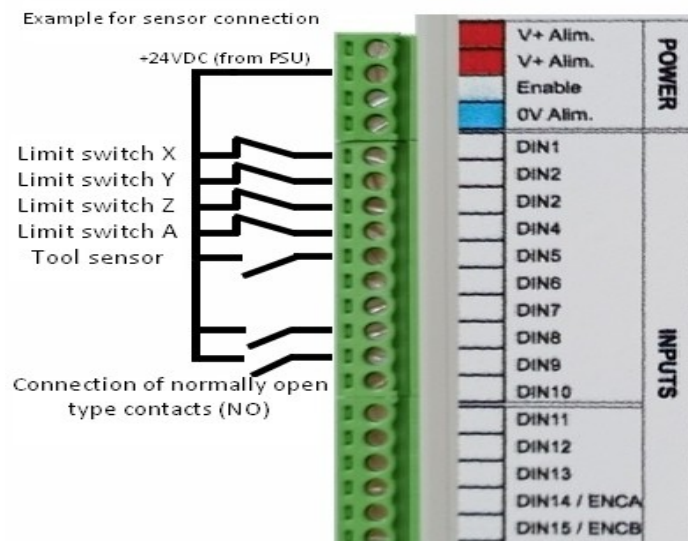 Example for sensor connection
+24VDC (from PSU)
Limit switch X
Limit switch Y
Limit switch Z
Limit switch A
Tool sensor
Connection of normally open
type contacts (NO)
V+ Alim.
V+ Alim.
Enable
0V Alim.
POWER
DIN1
DIN2
DIN2
DIN4
DIN5
DIN6
DIN7
DIN8
DIN9
DIN10
DIN11
DIN12
DIN13
DIN14 / ENCA
DIN15 / ENCB
INPUTS